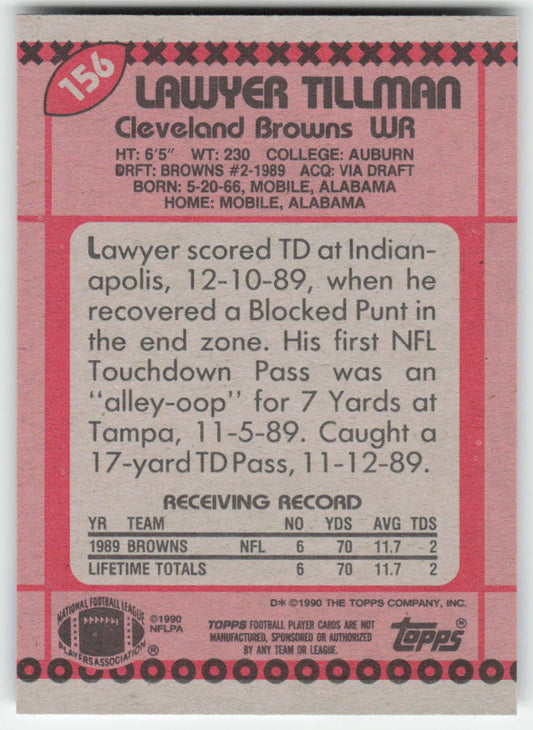 156
LAWYER TILLMAN
Cleveland Browns WR
HT: 6'5" WT: 230 COLLEGE: AUBURN
DRFT: BROWNS #2-1989 ACQ: VIA DRAFT
BORN: 5-20-66, MOBILE, ALABAMA
HOME: MOBILE, ALABAMA
Lawyer scored TD at Indian-
apolis, 12-10-89, when he
recovered a Blocked Punt in
the end zone. His first NFL
Touchdown Pass was an
"alley-oop" for 7 Yards at
Tampa, 11-5-89. Caught a
17-yard TD Pass, 11-12-89.
RECEIVING RECORD
YR TEAM NO YDS AVG TDS
1989 BROWNS NFL 6 70 11.7 2
LIFETIME TOTALS 6 70 11.7 2
D* ©1990 THE TOPPS COMPANY, INC.
NATIONAL FOOTBALL LEAGUE
PLAYERS ASSOCIATION ®
©1990
NFLPA
TOPPS FOOTBALL PLAYER CARDS ARE NOT
MANUFACTURED, SPONSORED OR AUTHORIZED
BY ANY TEAM OR LEAGUE.
topps®